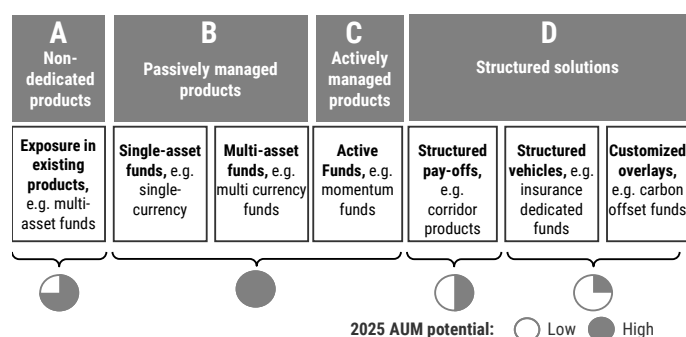 A
Non-
dedicated
products
B
Passively managed
products
C
Actively
managed
products
D
Structured solutions
Exposure in
existing
products,
e.g. multi-
asset funds
Single-asset
funds, e.g.
single-
currency
Multi-asset
funds, e.g.
multi currency
funds
Active
Funds, e.g.
momentum
funds
Structured
pay-offs,
e.g.
corridor
products
Structured
vehicles, e.g.
insurance
dedicated
funds
Customized
overlays,
e.g. carbon
offset funds
2025 AUM potential: Low High